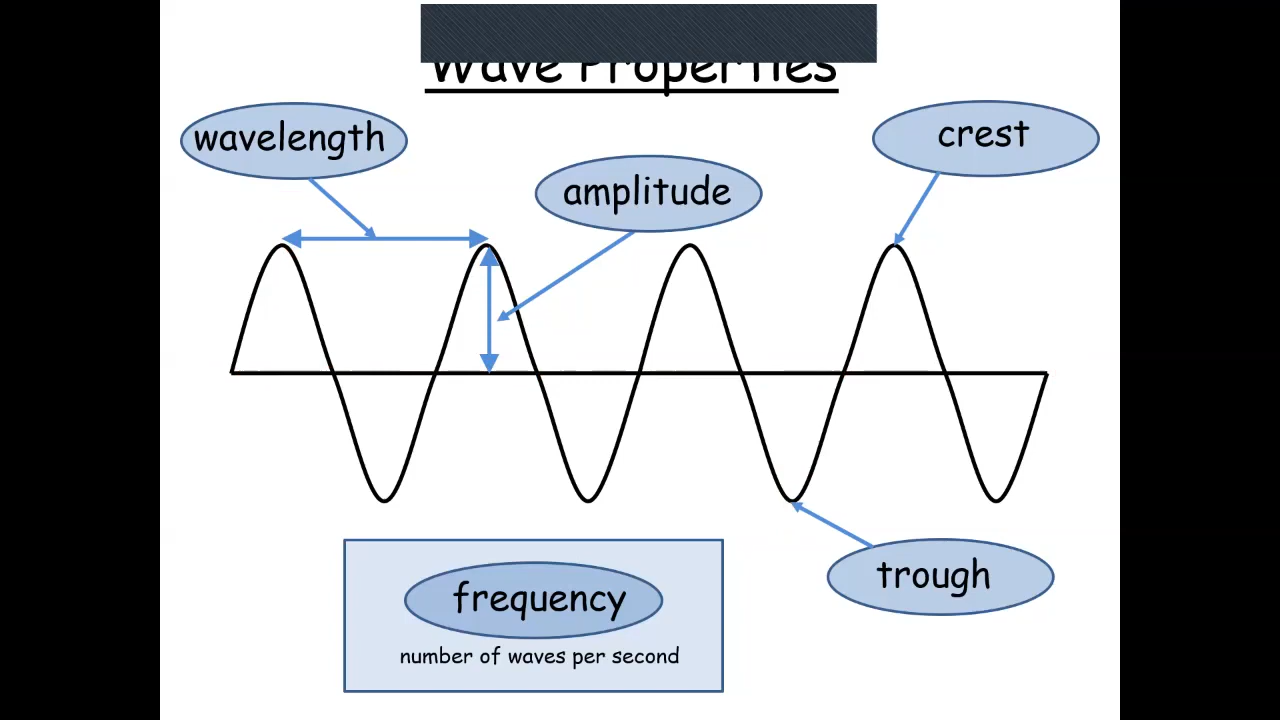 Wave Properties
wavelength
crest
amplitude
trough
frequency
number of waves per second